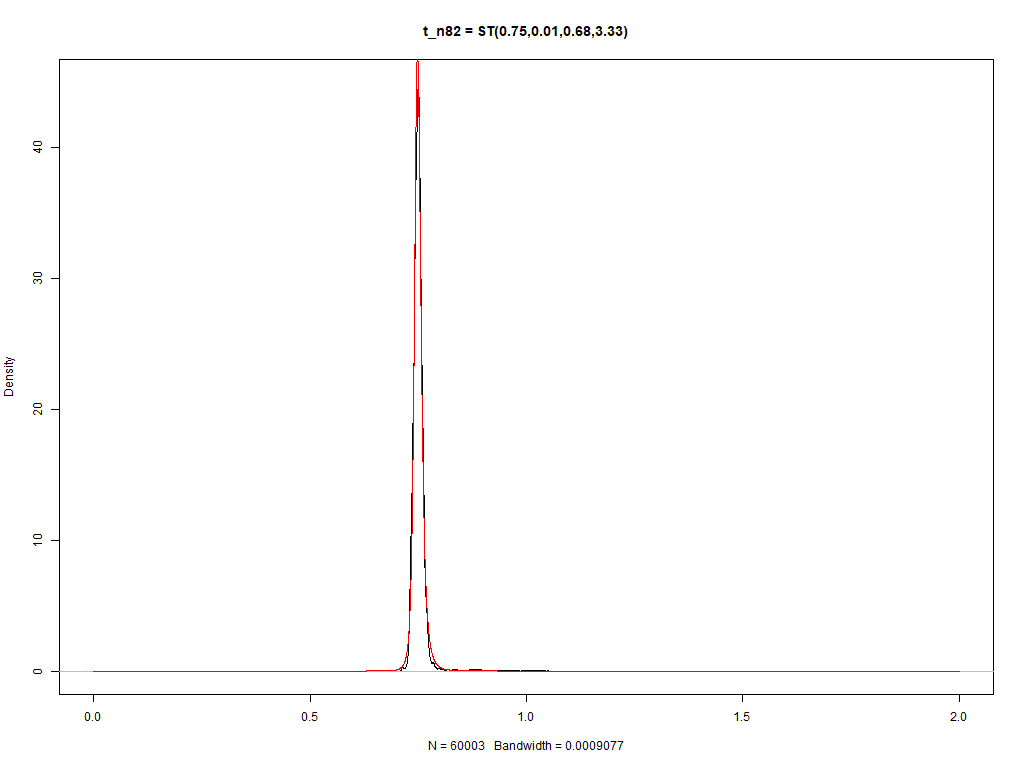 t_n82 = ST(0.75,0.01,0.68,3.33)
Density
40
30
20
10
0
0.0 0.5 1.0 1.5 2.0
N = 60003 Bandwidth = 0.0009077